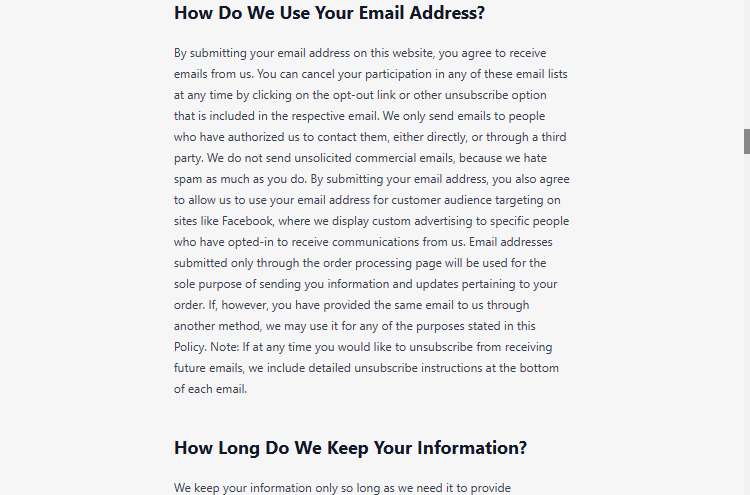 How Do We Use Your Email Address?
By submitting your email address on this website, you agree to receive
emails from us. You can cancel your participation in any of these email lists
at any time by clicking on the opt-out link or other unsubscribe option
that is included in the respective email. We only send emails to people
who have authorized us to contact them, either directly, or through a third
party. We do not send unsolicited commercial emails, because we hate
spam as much as you do. By submitting your email address, you also agree
to allow us to use your email address for customer audience targeting on
sites like Facebook, where we display custom advertising to specific people
who have opted-in to receive communications from us. Email addresses
submitted only through the order processing page will be used for the
sole purpose of sending you information and updates pertaining to your
order. If, however, you have provided the same email to us through
another method, we may use it for any of the purposes stated in this
Policy. Note: If at any time you would like to unsubscribe from receiving
future emails, we include detailed unsubscribe instructions at the bottom
of each email.
How Long Do We Keep Your Information?
We keep your information only so long as we need it to provide